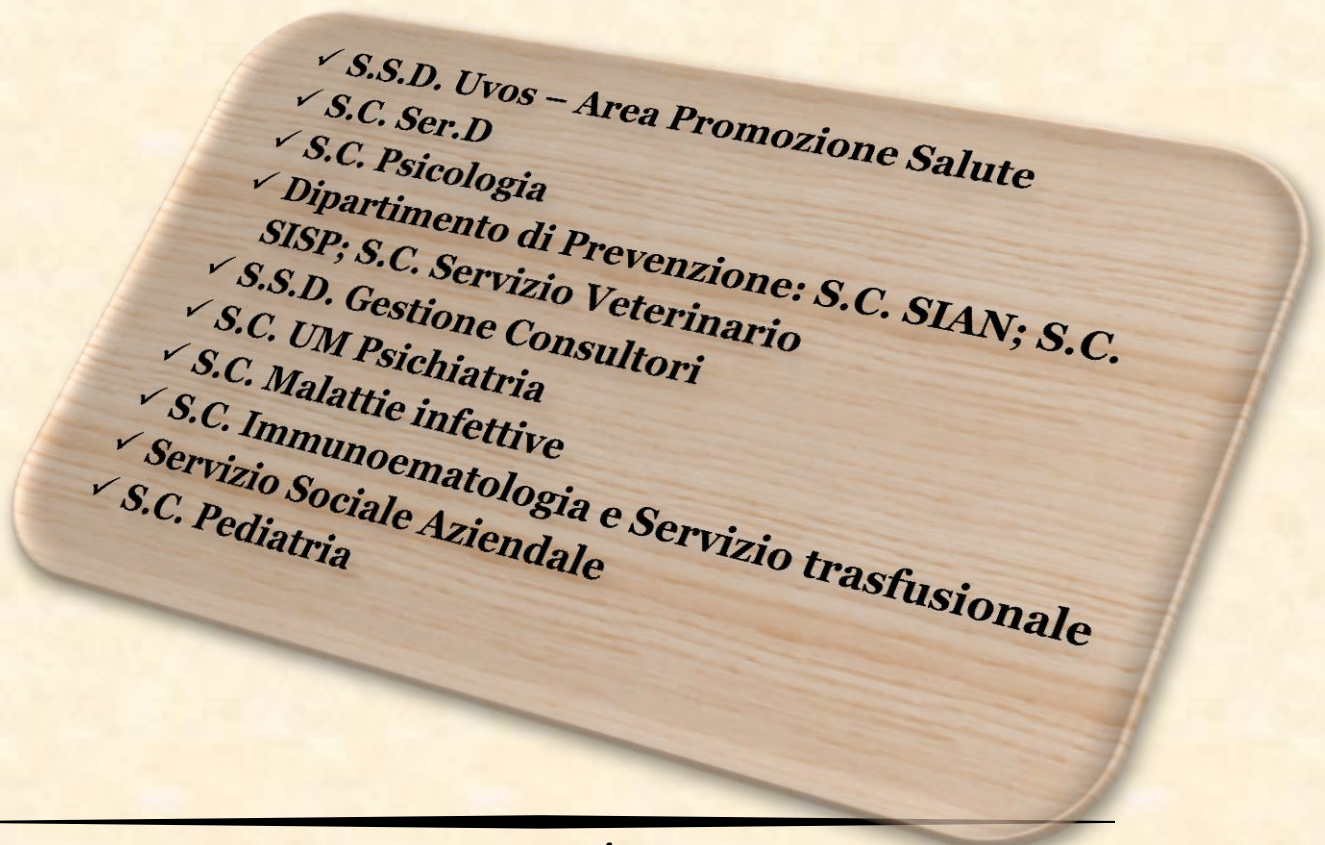 ✓ S.S.D. Uvos – Area Promozione Salute
✓ S.C. Ser.D
✓ S.C. Psicologia
✓ Dipartimento di Prevenzione: S.C. SIAN; S.C.
SISP; S.C. Servizio Veterinario
✓ S.S.D. Gestione Consultori
✓ S.C. UM Psichiatria
✓ S.C. Malattie infettive
✓ S.C. Immunoematologia e Servizio trasfusionale
✓ Servizio Sociale Aziendale
✓ S.C. Pediatria